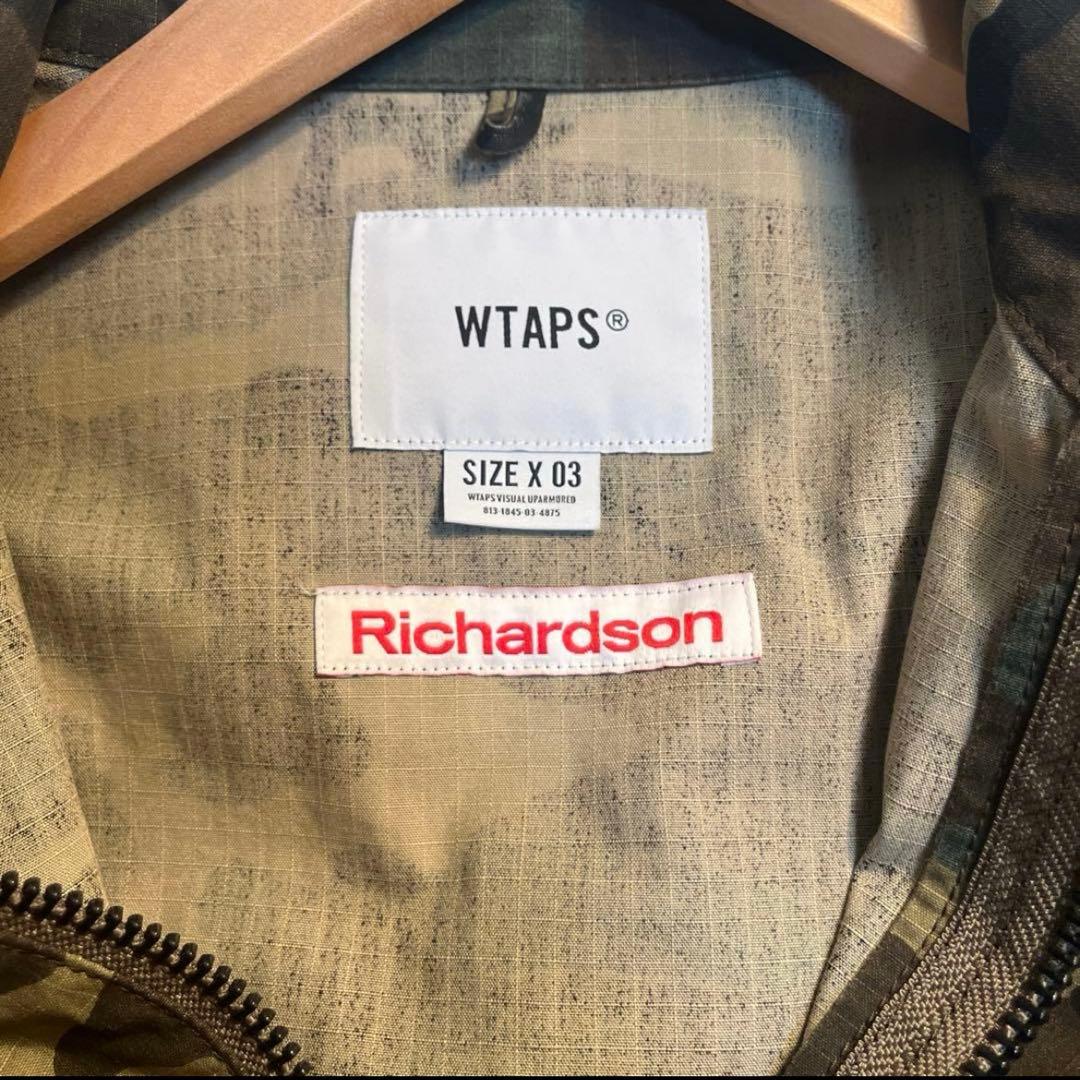 WTAPS®
SIZE X 03
WTAPS VISUAL UPARMORED
813-1845-03-4875
Richardson